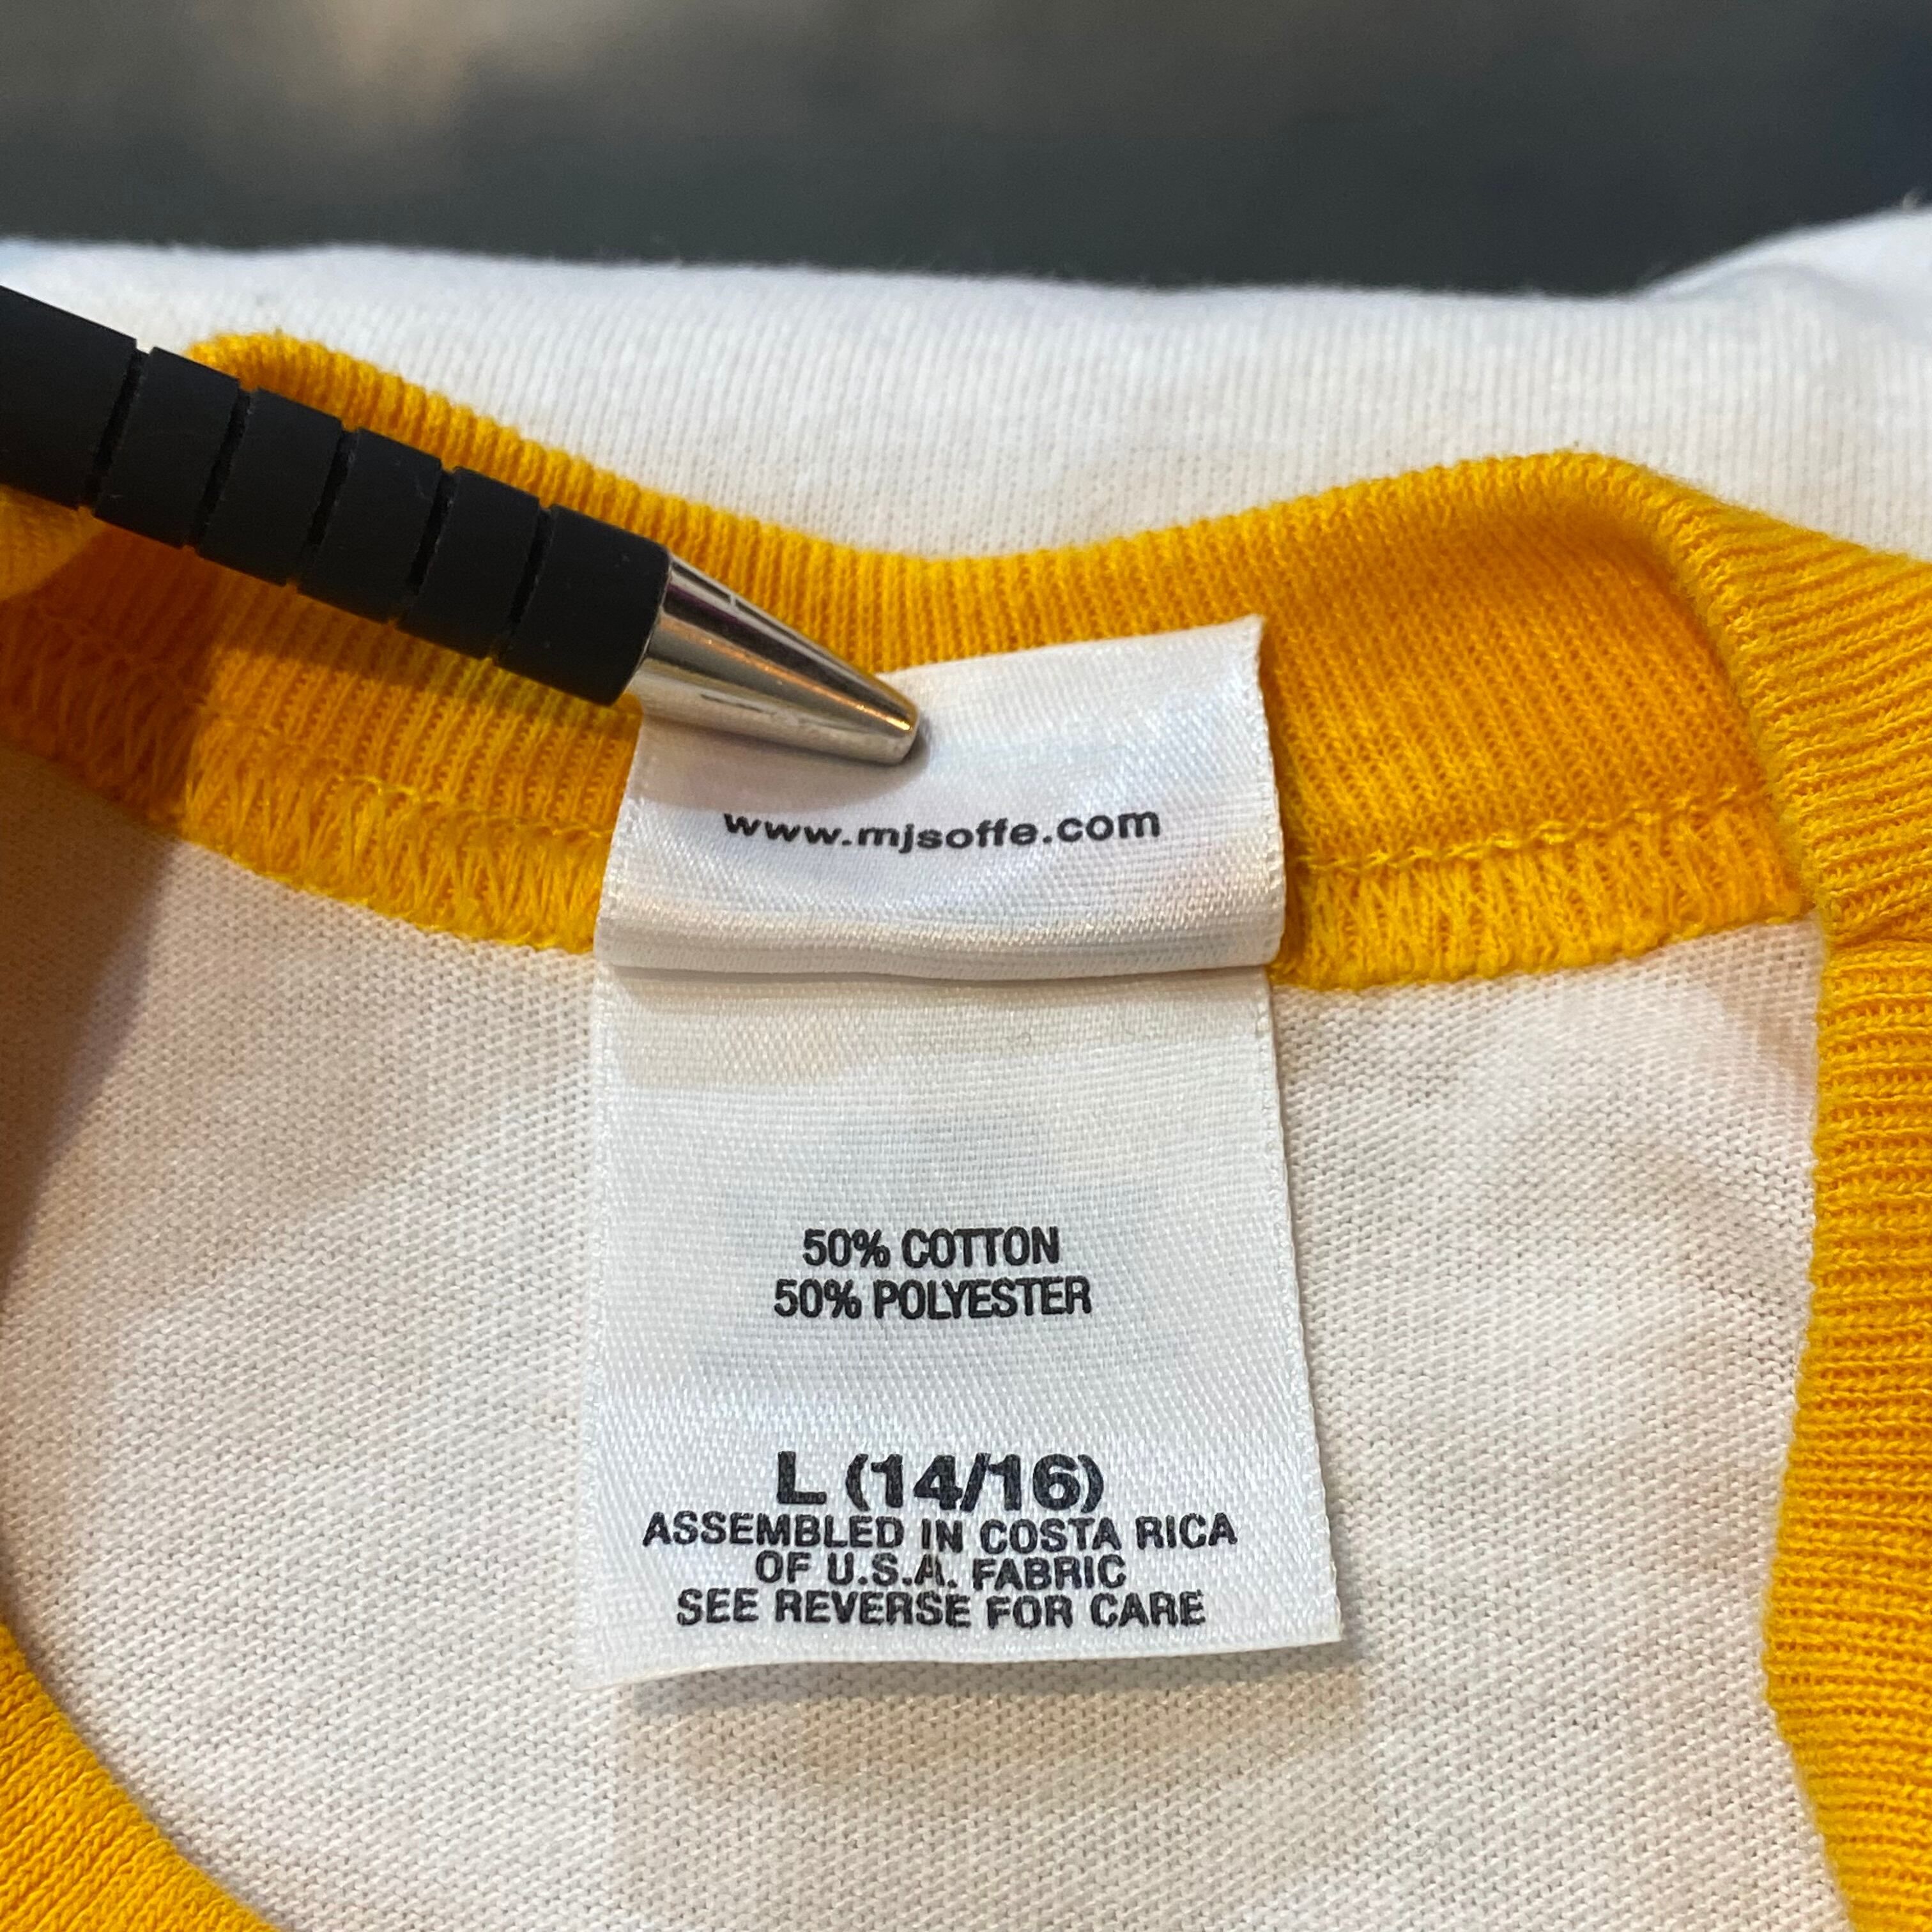 www.mjsoffe.com
50% COTTON
50% POLYESTER
L (14/16)
ASSEMBLED IN COSTA RICA
OF U.S.A. FABRIC
SEE REVERSE FOR CARE